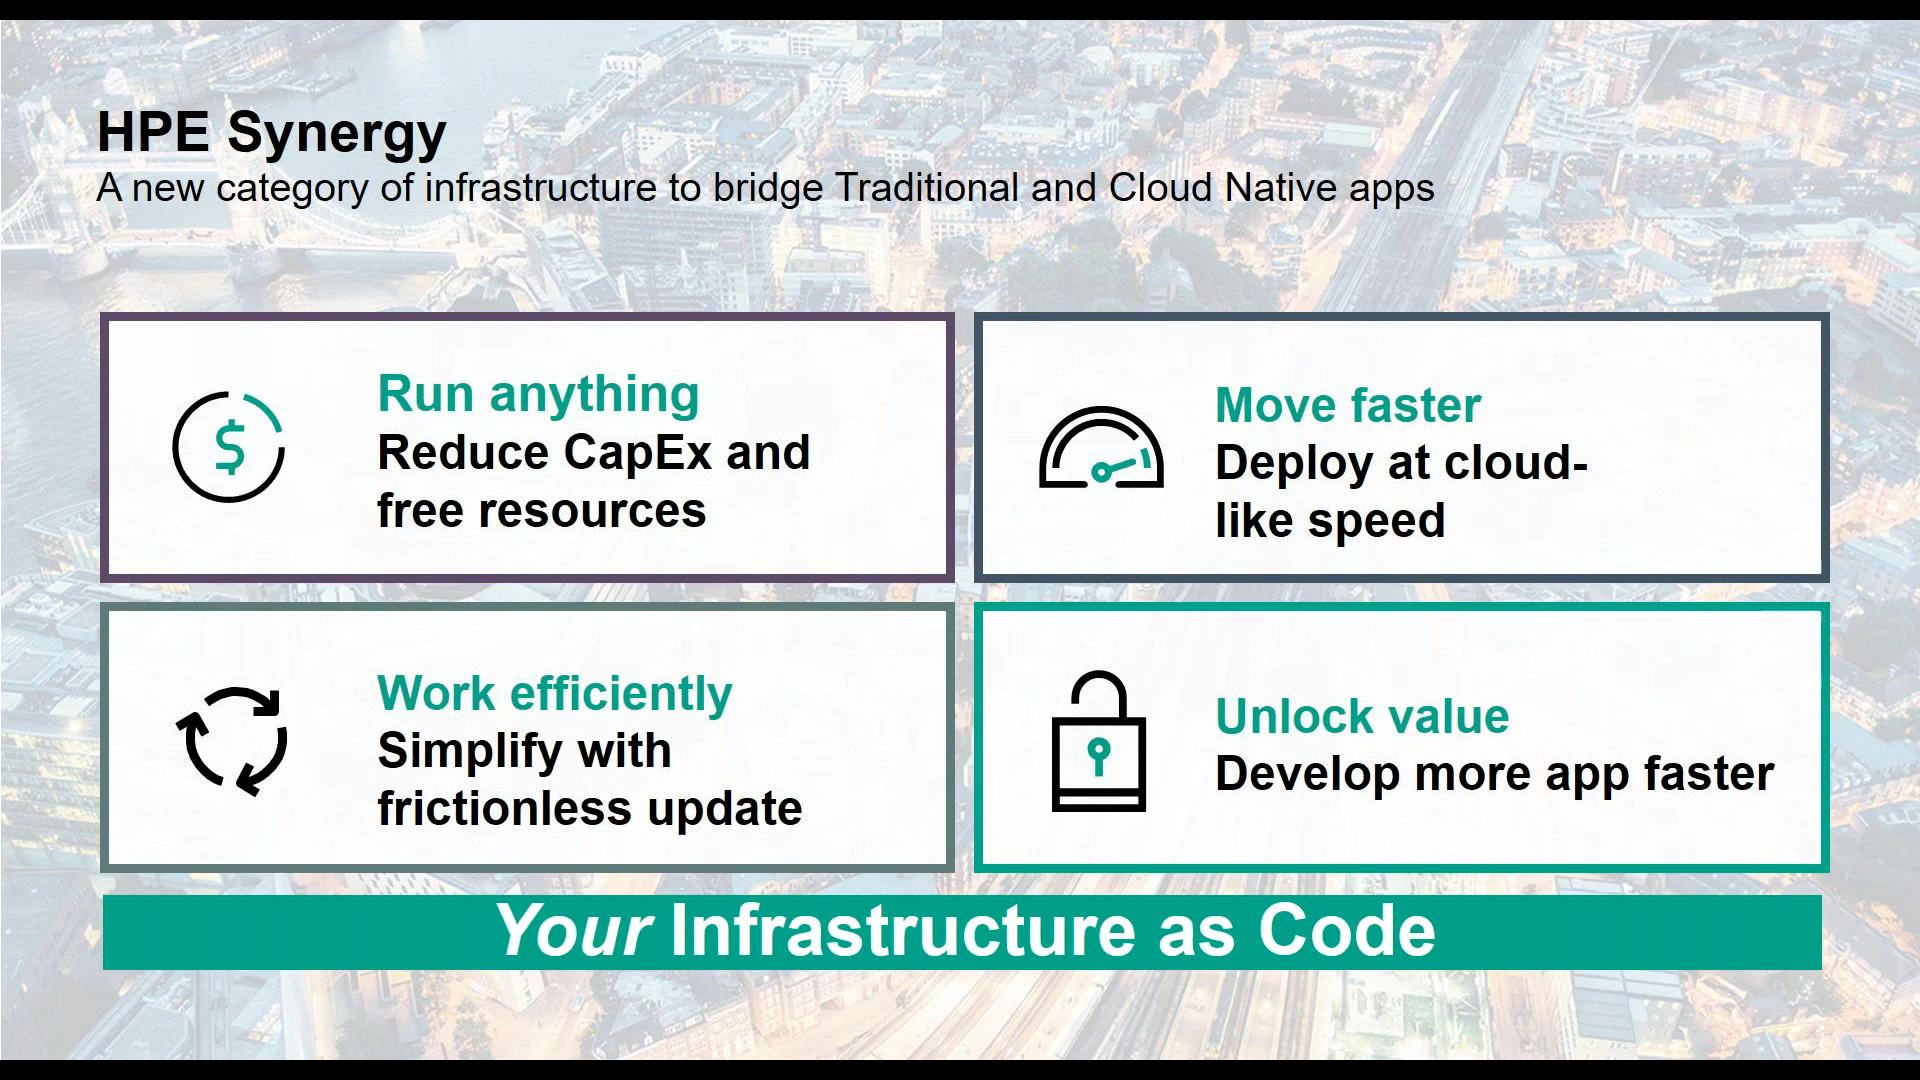 HPE Synergy
A new category of infrastructure to bridge Traditional and Cloud Native apps
Run anything
Reduce CapEx and
free resources
Move faster
Deploy at cloud-
like speed
Work efficiently
Simplify with
frictionless update
Unlock value
Develop more app faster
Your Infrastructure as Code